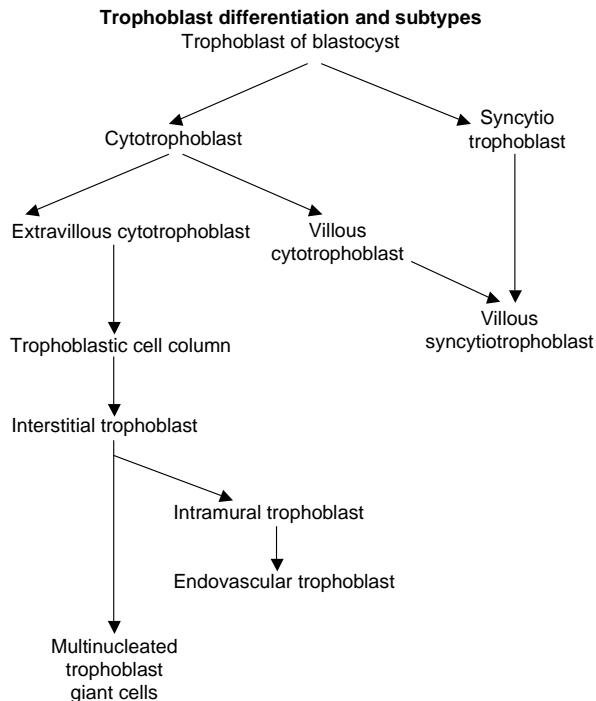 Trophoblast differentiation and subtypes
Trophoblast of blastocyst
Cytotrophoblast
Syncytio
trophoblast
Extravillous cytotrophoblast
Villous
cytotrophoblast
Villous
syncytiotrophoblast
Trophoblastic cell column
Interstitial trophoblast
Intramural trophoblast
Endovascular trophoblast
Multinucleated
trophoblast
giant cells